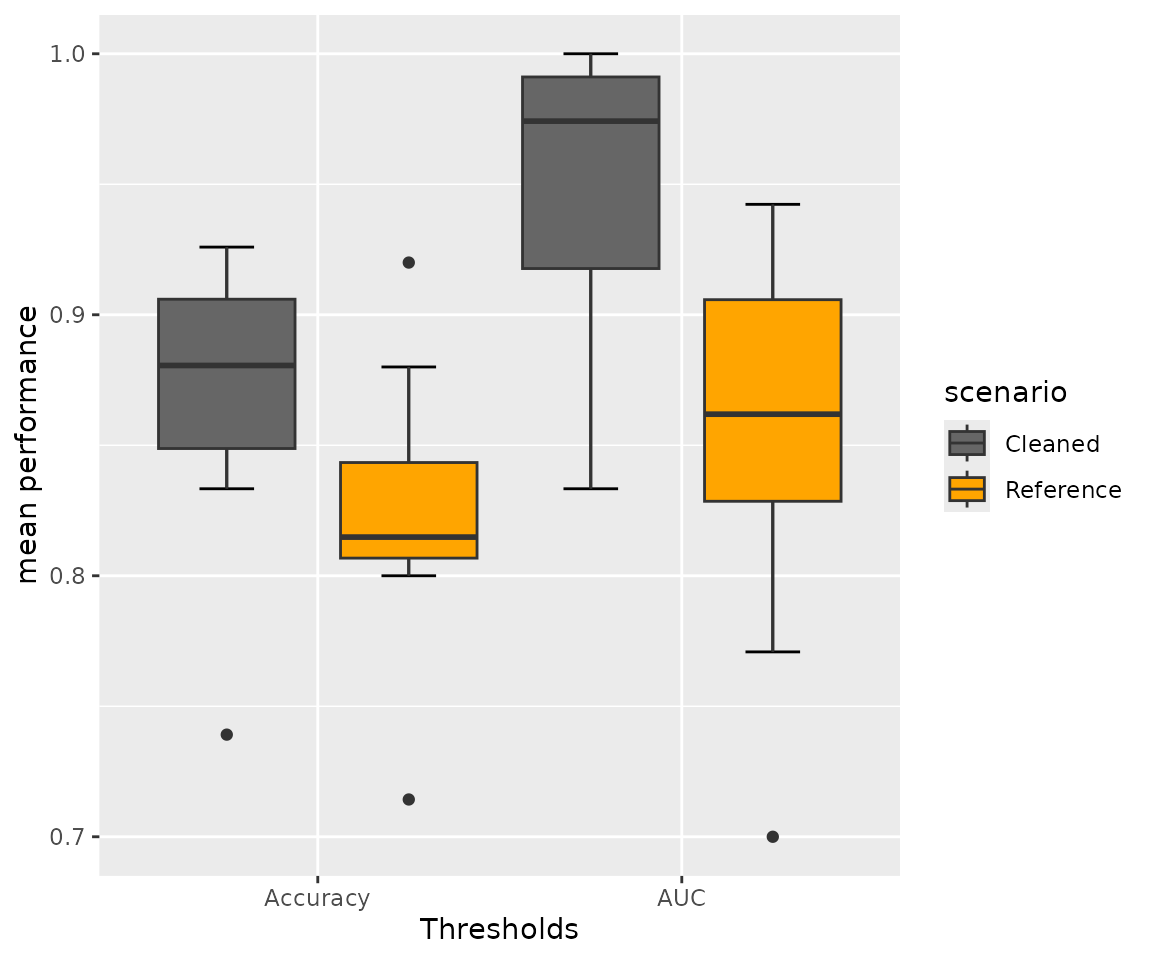 1.0
0.9
0.8
0.7
mean performance
Accuracy
AUC
Thresholds
scenario
Cleaned
Reference